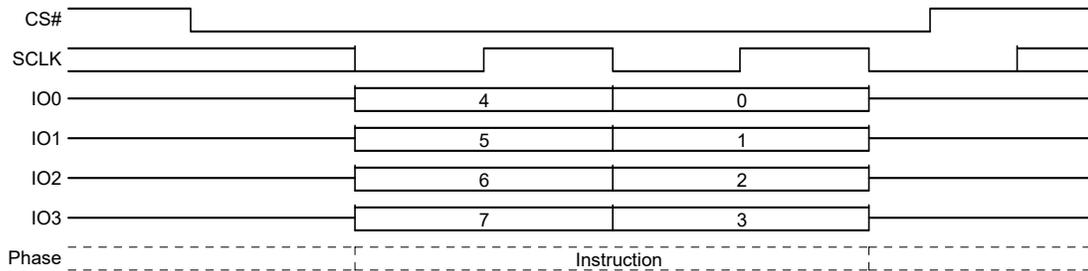 CS#
SCLK
IO0 4 0
IO1 5 1
IO2 6 2
IO3 7 3
Phase Instruction